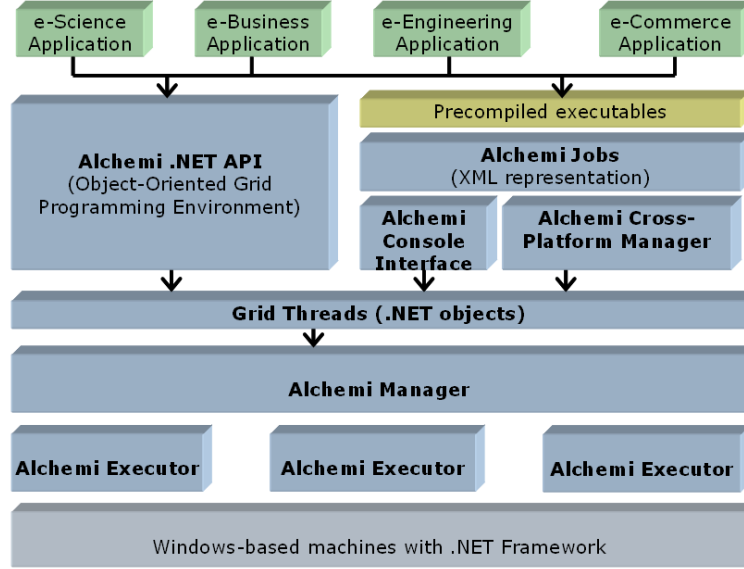 e-Science
Application
e-Business
Application
e-Engineering
Application
e-Commerce
Application
Precompiled executables
Alchemi .NET API
(Object-Oriented Grid
Programming Environment)
Alchemi Jobs
(XML representation)
Alchemi
Console
Interface
Alchemi Cross-
Platform Manager
Grid Threads (.NET objects)
Alchemi Manager
Alchemi Executor
Alchemi Executor
Alchemi Executor
Windows-based machines with .NET Framework